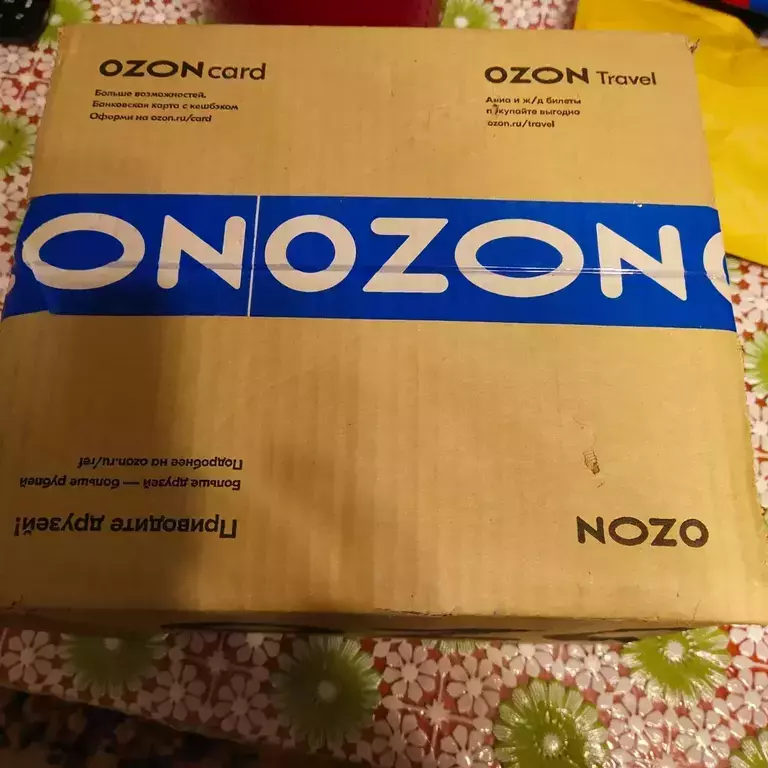 OZON card
Больше возможностей.
Банковская карта с кешбэком
Оформи на ozon.ru/card
OZON Travel
Авиа и ж/д билеты
покупайте выгодно
ozon.ru/travel
ONOZON
Приводите друзей!
Больше друзей — больше рублей
Подробнее на ozon.ru/ref
OZON